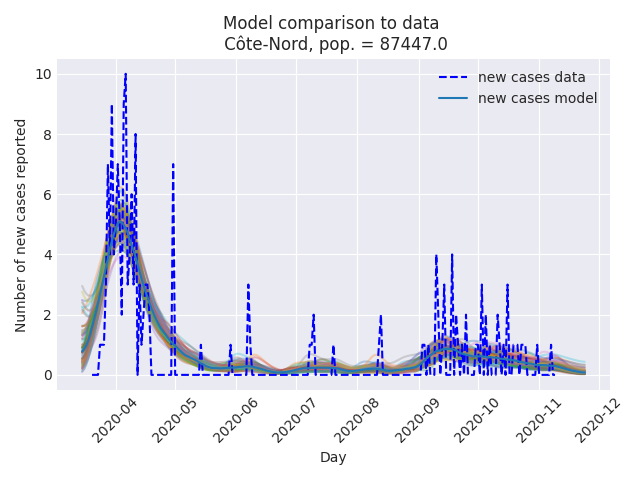 Model comparison to data
Côte-Nord, pop. = 87447.0
new cases data
new cases model
Number of new cases reported
10
8
6
4
2
0
2020-04
2020-05
2020-06
2020-07
2020-08
2020-09
2020-10
2020-11
2020-12
Day